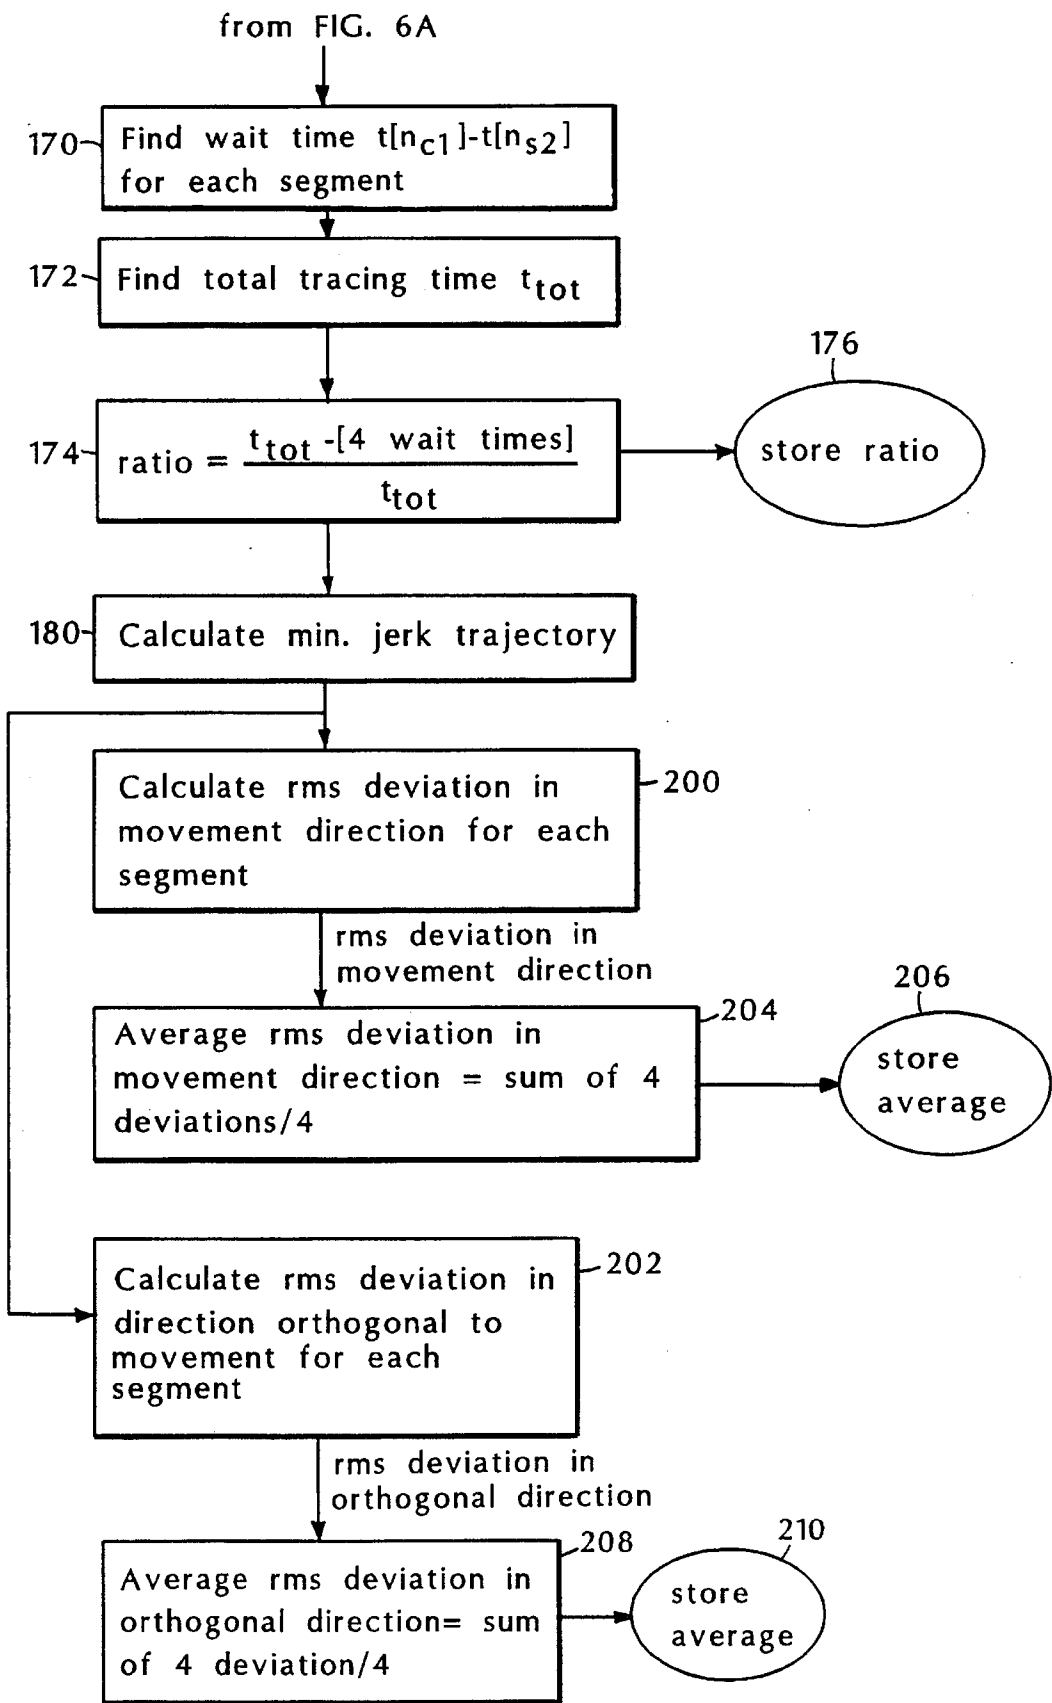 from FIG. 6A
170
Find wait time t[nc1]-t[ns2]
for each segment
172
Find total tracing time ttot
176
174
ratio = ttot -[4 wait times]
ttot
store ratio
180
Calculate min. jerk trajectory
200
Calculate rms deviation in
movement direction for each
segment
rms deviation in
movement direction
206
204
Average rms deviation in
movement direction = sum of 4
deviations/4
store
average
202
Calculate rms deviation in
direction orthogonal to
movement for each
segment
rms deviation in
orthogonal direction
210
208
Average rms deviation in
orthogonal direction= sum
of 4 deviation/4
store
average